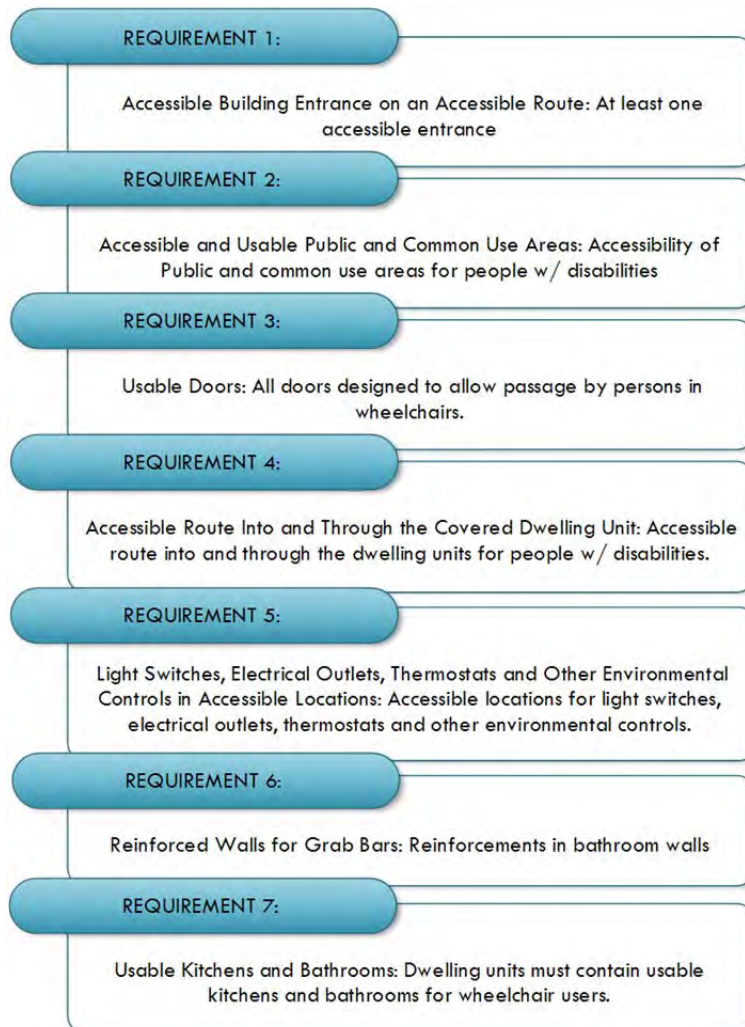 REQUIREMENT 1:
Accessible Building Entrance on an Accessible Route: At least one
accessible entrance
REQUIREMENT 2:
Accessible and Usable Public and Common Use Areas: Accessibility of
Public and common use areas for people w/ disabilities
REQUIREMENT 3:
Usable Doors: All doors designed to allow passage by persons in
wheelchairs.
REQUIREMENT 4:
Accessible Route Into and Through the Covered Dwelling Unit: Accessible
route into and through the dwelling units for people w/ disabilities.
REQUIREMENT 5:
Light Switches, Electrical Outlets, Thermostats and Other Environmental
Controls in Accessible Locations: Accessible locations for light switches,
electrical outlets, thermostats and other environmental controls.
REQUIREMENT 6:
Reinforced Walls for Grab Bars: Reinforcements in bathroom walls
REQUIREMENT 7:
Usable Kitchens and Bathrooms: Dwelling units must contain usable
kitchens and bathrooms for wheelchair users.